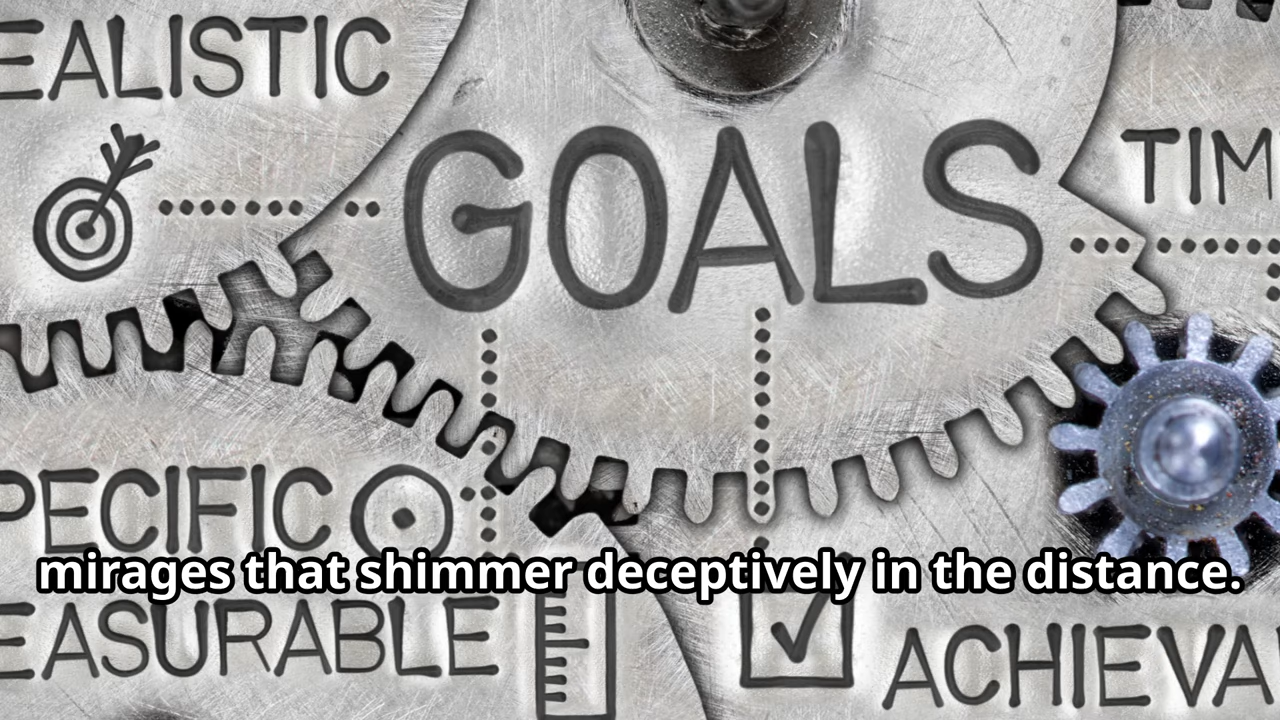 EALISTIC
GOALS
TIM
PECIFIC
mirages that shimmer deceptively in the distance.
EASURABLE
ACHIEVA